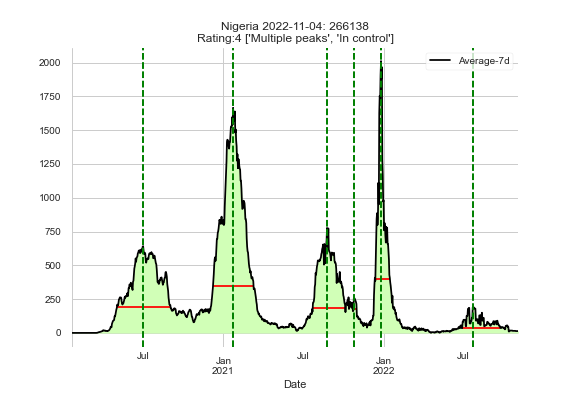 Nigeria 2022-11-04: 266138
Rating:4 ['Multiple peaks', 'In control']
Average-7d
2000
1750
1500
1250
1000
750
500
250
0
Jul
Jan
2021
Jul
Jan
2022
Jul
Date